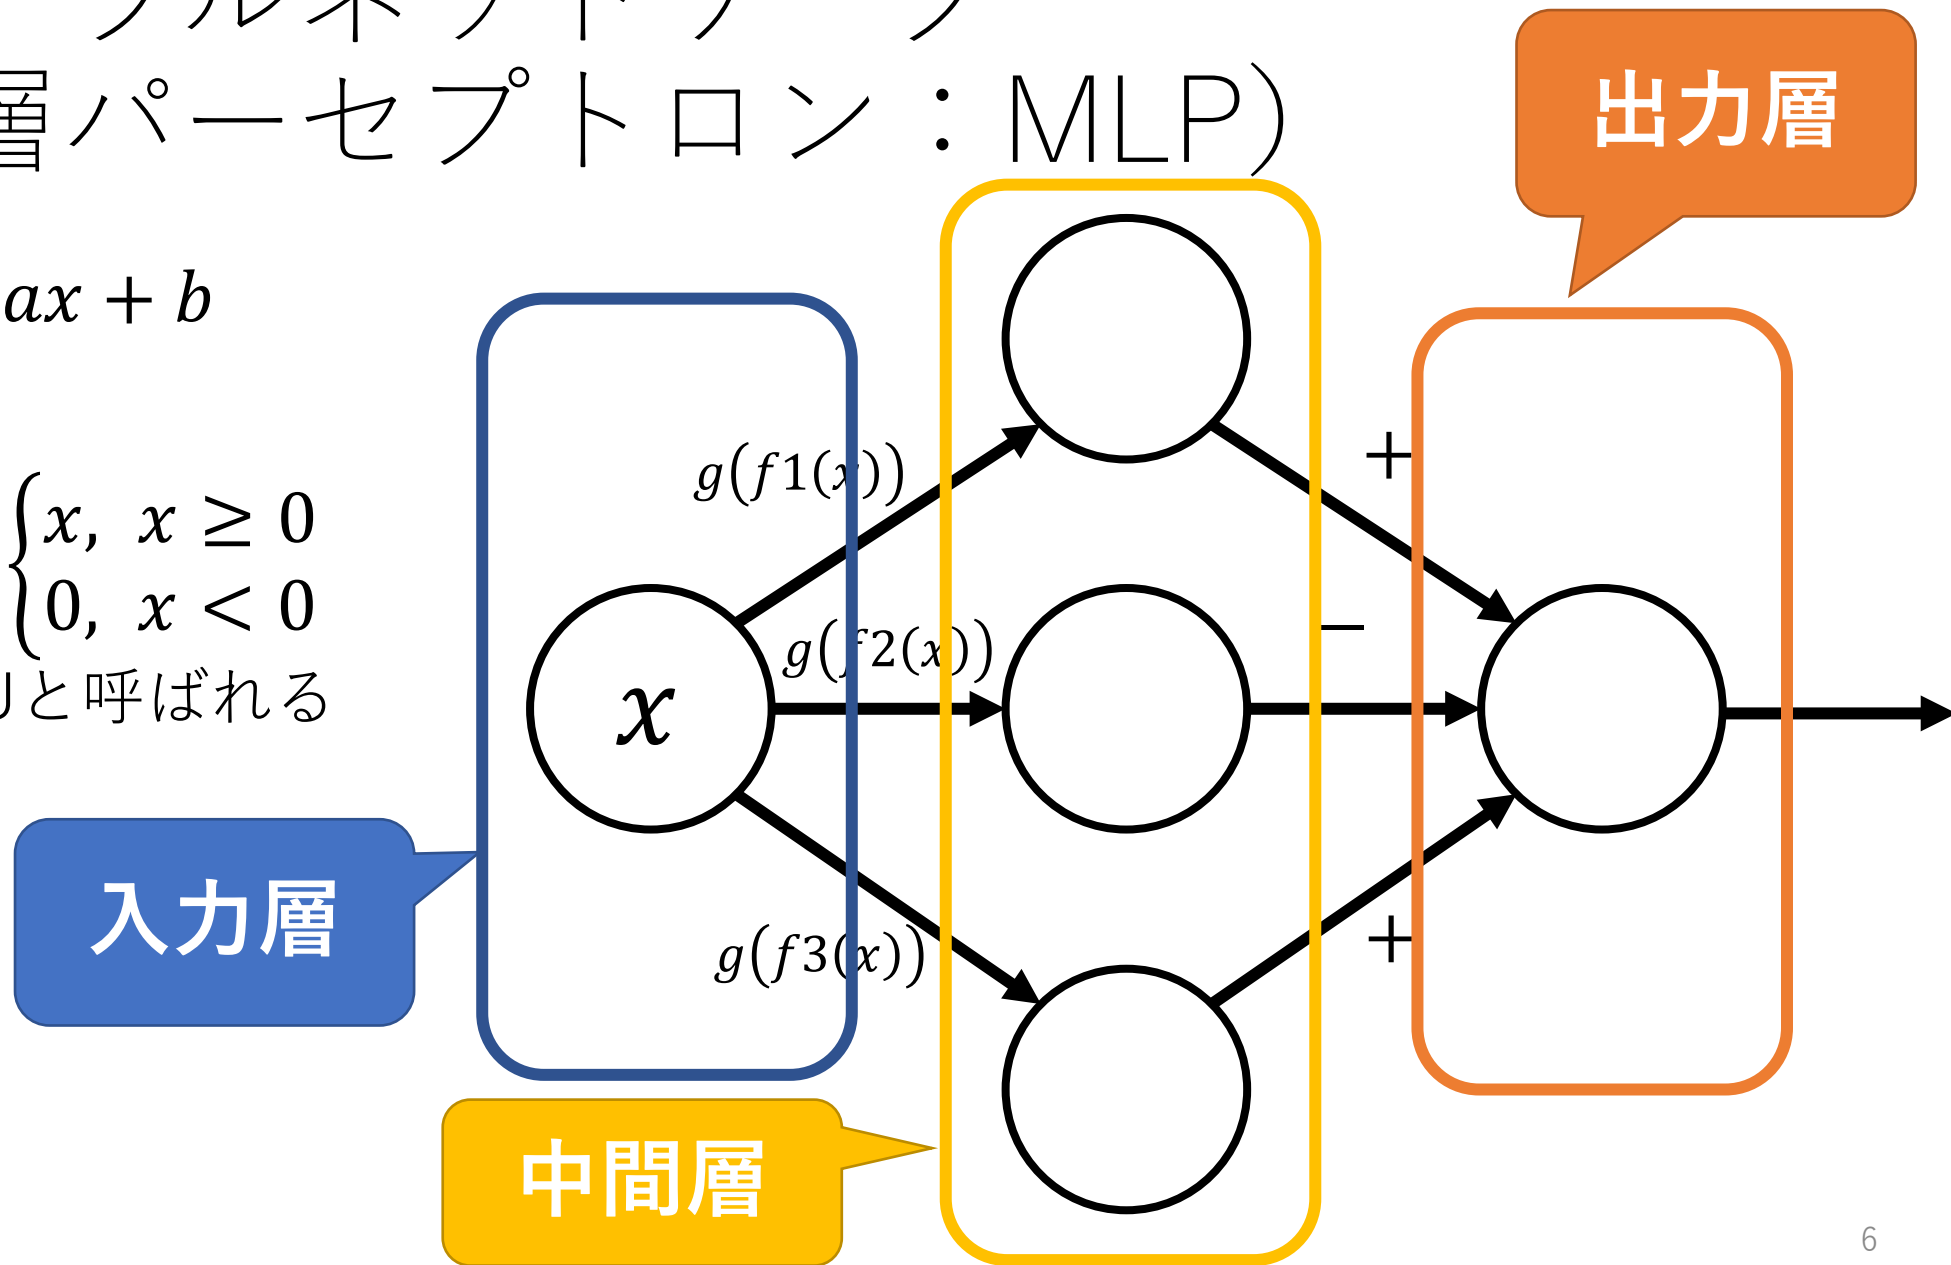 層パーセプトロン：MLP）
出力層
ax + b
g(f1(x))
+
x, x ≥ 0
0, x < 0
g(f2(x))
−
と呼ばれる
x
入力層
g(f3(x))
+
中間層
6